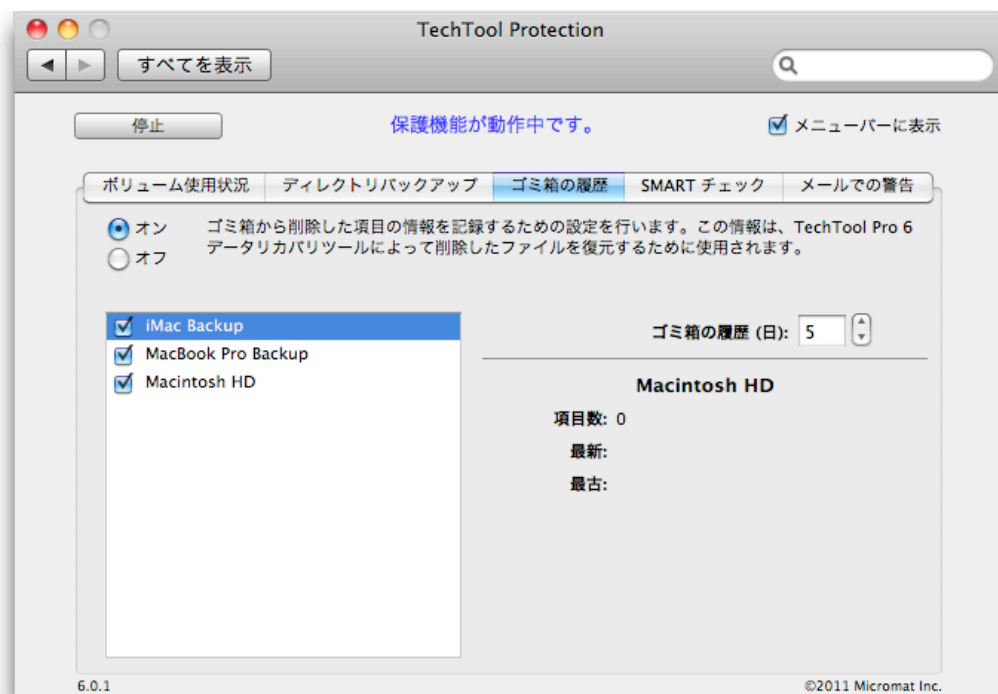 TechTool Protection
すべてを表示
停止
保護機能が動作中です。
メニューバーに表示
ボリューム使用状況
ディレクトリバックアップ
ゴミ箱の履歴
SMART チェック
メールでの警告
オン
オフ
ゴミ箱から削除した項目の情報を記録するための設定を行います。この情報は、TechTool Pro 6
データリカバリツールによって削除したファイルを復元するために使用されます。
iMac Backup
MacBook Pro Backup
Macintosh HD
ゴミ箱の履歴 (日): 5
Macintosh HD
項目数: 0
最新:
最古:
6.0.1
©2011 Micromat Inc.